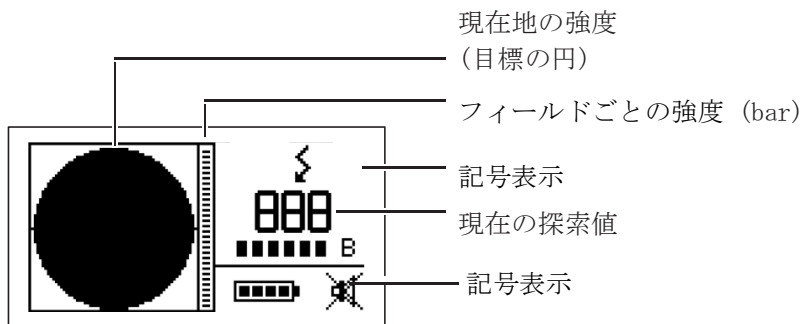 現在地の強度
(目標の円)
フィールドごとの強度 (bar)
記号表示
888
現在の探索値
B
記号表示